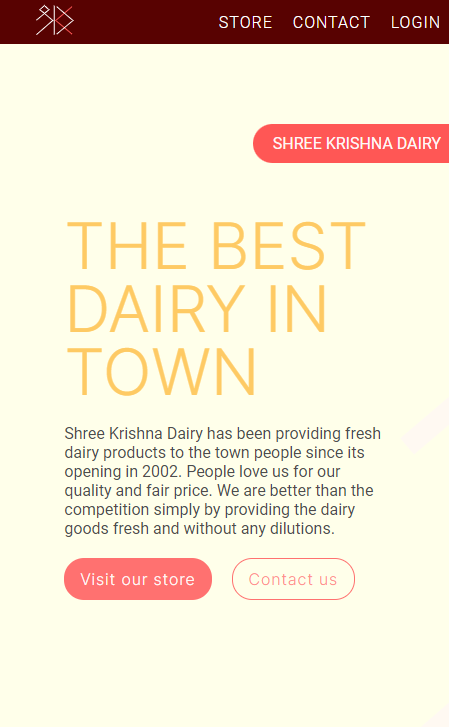 STORE CONTACT LOGIN
SHREE KRISHNA DAIRY
THE BEST
DAIRY IN
TOWN
Shree Krishna Dairy has been providing fresh
dairy products to the town people since its
opening in 2002. People love us for our
quality and fair price. We are better than the
competition simply by providing the dairy
goods fresh and without any dilutions.
Visit our store Contact us